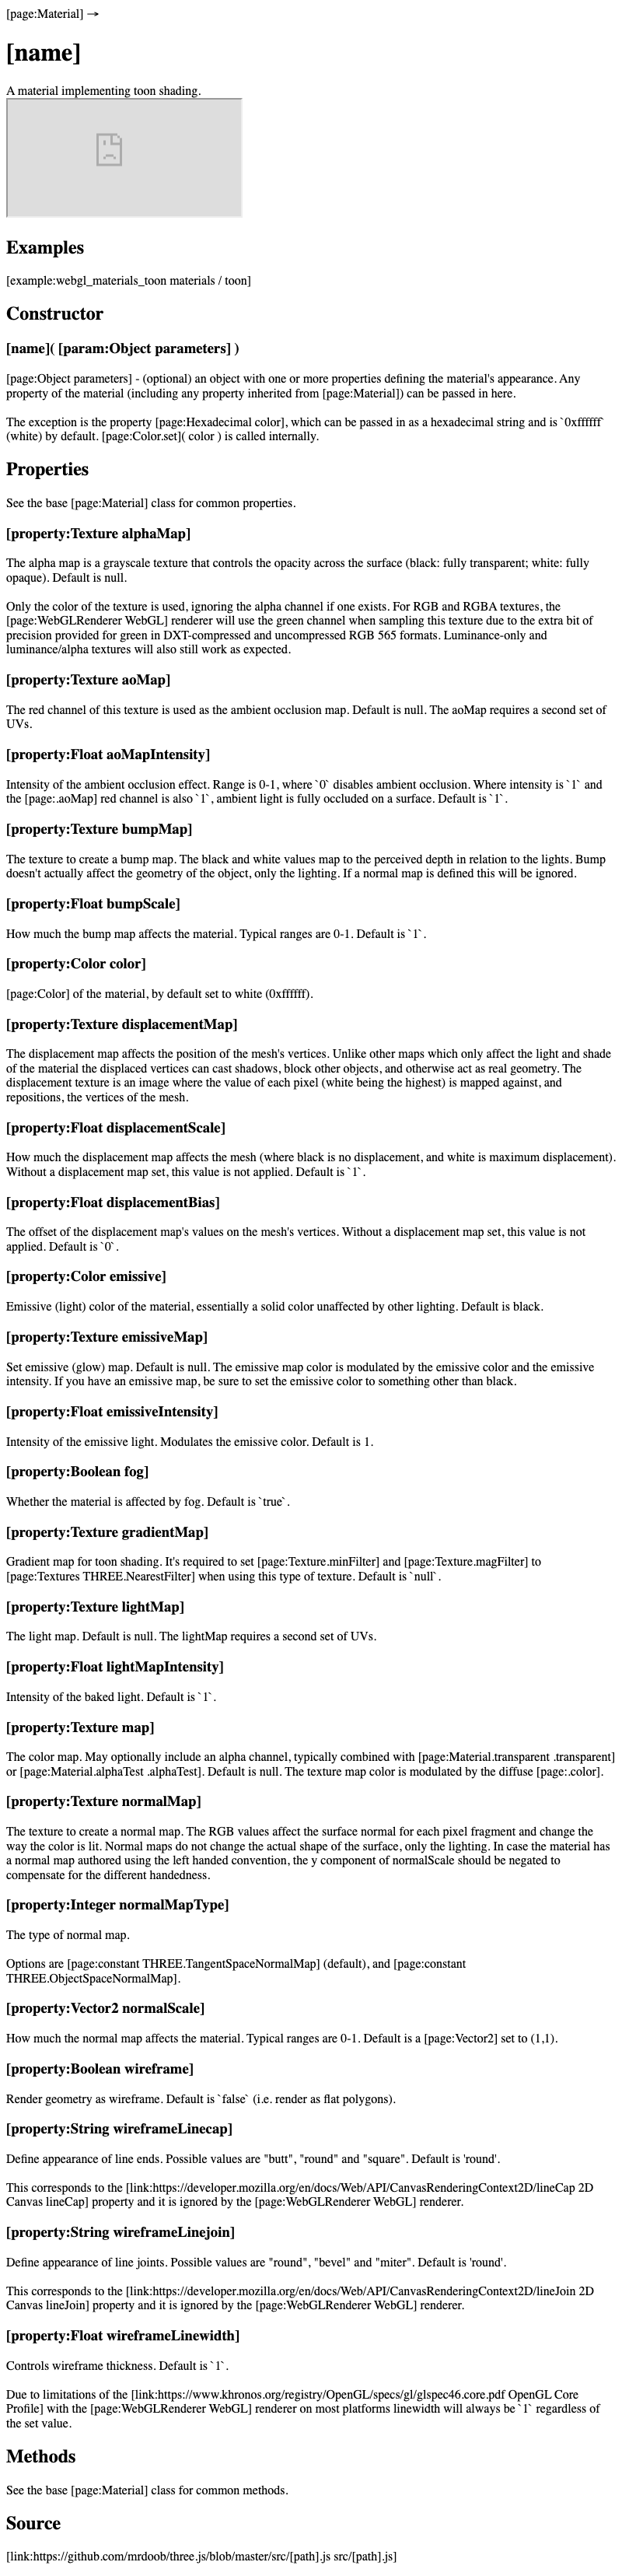 [page:Material] →
[name]
A material implementing toon shading.
Examples
[example:webgl_materials_toon materials / toon]
Constructor
[name]( [param:Object parameters] )
[page:Object parameters] - (optional) an object with one or more properties defining the material's appearance. Any
property of the material (including any property inherited from [page:Material]) can be passed in here.
The exception is the property [page:Hexadecimal color], which can be passed in as a hexadecimal string and is `0xffffff`
(white) by default. [page:Color.set]( color ) is called internally.
Properties
See the base [page:Material] class for common properties.
[property:Texture alphaMap]
The alpha map is a grayscale texture that controls the opacity across the surface (black: fully transparent; white: fully
opaque). Default is null.
Only the color of the texture is used, ignoring the alpha channel if one exists. For RGB and RGBA textures, the
[page:WebGLRenderer WebGL] renderer will use the green channel when sampling this texture due to the extra bit of
precision provided for green in DXT-compressed and uncompressed RGB 565 formats. Luminance-only and
luminance/alpha textures will also still work as expected.
[property:Texture aoMap]
The red channel of this texture is used as the ambient occlusion map. Default is null. The aoMap requires a second set of
UVs.
[property:Float aoMapIntensity]
Intensity of the ambient occlusion effect. Range is 0-1, where `0` disables ambient occlusion. Where intensity is `1` and
the [page:.aoMap] red channel is also `1`, ambient light is fully occluded on a surface. Default is `1`.
[property:Texture bumpMap]
The texture to create a bump map. The black and white values map to the perceived depth in relation to the lights. Bump
doesn't actually affect the geometry of the object, only the lighting. If a normal map is defined this will be ignored.
[property:Float bumpScale]
How much the bump map affects the material. Typical ranges are 0-1. Default is `1`.
[property:Color color]
[page:Color] of the material, by default set to white (0xffffff).
[property:Texture displacementMap]
The displacement map affects the position of the mesh's vertices. Unlike other maps which only affect the light and shade
of the material the displaced vertices can cast shadows, block other objects, and otherwise act as real geometry. The
displacement texture is an image where the value of each pixel (white being the highest) is mapped against, and
repositions, the vertices of the mesh.
[property:Float displacementScale]
How much the displacement map affects the mesh (where black is no displacement, and white is maximum displacement).
Without a displacement map set, this value is not applied. Default is `1`.
[property:Float displacementBias]
The offset of the displacement map's values on the mesh's vertices. Without a displacement map set, this value is not
applied. Default is `0`.
[property:Color emissive]
Emissive (light) color of the material, essentially a solid color unaffected by other lighting. Default is black.
[property:Texture emissiveMap]
Set emissive (glow) map. Default is null. The emissive map color is modulated by the emissive color and the emissive
intensity. If you have an emissive map, be sure to set the emissive color to something other than black.
[property:Float emissiveIntensity]
Intensity of the emissive light. Modulates the emissive color. Default is 1.
[property:Boolean fog]
Whether the material is affected by fog. Default is `true`.
[property:Texture gradientMap]
Gradient map for toon shading. It's required to set [page:Texture.minFilter] and [page:Texture.magFilter] to
[page:Textures THREE.NearestFilter] when using this type of texture. Default is `null`.
[property:Texture lightMap]
The light map. Default is null. The lightMap requires a second set of UVs.
[property:Float lightMapIntensity]
Intensity of the baked light. Default is `1`.
[property:Texture map]
The color map. May optionally include an alpha channel, typically combined with [page:Material.transparent .transparent]
or [page:Material.alphaTest .alphaTest]. Default is null. The texture map color is modulated by the diffuse [page:.color].
[property:Texture normalMap]
The texture to create a normal map. The RGB values affect the surface normal for each pixel fragment and change the
way the color is lit. Normal maps do not change the actual shape of the surface, only the lighting. In case the material has
a normal map authored using the left handed convention, the y component of normalScale should be negated to
compensate for the different handedness.
[property:Integer normalMapType]
The type of normal map.
Options are [page:constant THREE.TangentSpaceNormalMap] (default), and [page:constant
THREE.ObjectSpaceNormalMap].
[property:Vector2 normalScale]
How much the normal map affects the material. Typical ranges are 0-1. Default is a [page:Vector2] set to (1,1).
[property:Boolean wireframe]
Render geometry as wireframe. Default is `false` (i.e. render as flat polygons).
[property:String wireframeLinecap]
Define appearance of line ends. Possible values are "butt", "round" and "square". Default is 'round'.
This corresponds to the [link:https://developer.mozilla.org/en/docs/Web/API/CanvasRenderingContext2D/lineCap 2D
Canvas lineCap] property and it is ignored by the [page:WebGLRenderer WebGL] renderer.
[property:String wireframeLinejoin]
Define appearance of line joints. Possible values are "round", "bevel" and "miter". Default is 'round'.
This corresponds to the [link:https://developer.mozilla.org/en/docs/Web/API/CanvasRenderingContext2D/lineJoin 2D
Canvas lineJoin] property and it is ignored by the [page:WebGLRenderer WebGL] renderer.
[property:Float wireframeLinewidth]
Controls wireframe thickness. Default is `1`.
Due to limitations of the [link:https://www.khronos.org/registry/OpenGL/specs/gl/glspec46.core.pdf OpenGL Core
Profile] with the [page:WebGLRenderer WebGL] renderer on most platforms linewidth will always be `1` regardless of
the set value.
Methods
See the base [page:Material] class for common methods.
Source
[link:https://github.com/mrdoob/three.js/blob/master/src/[path].js src/[path].js]